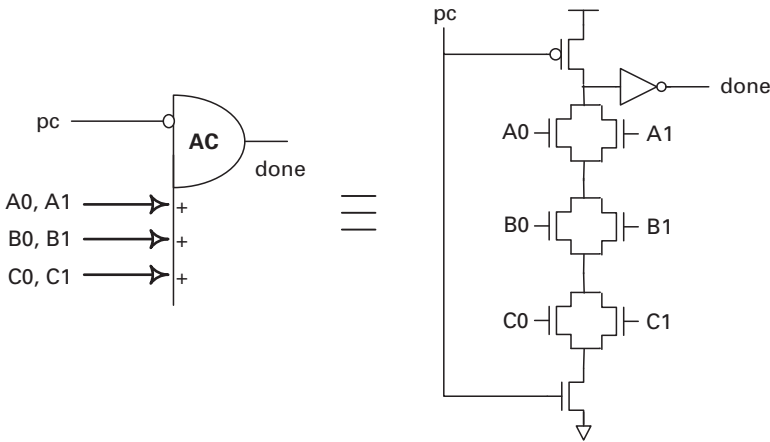 pc
AC
done
A0, A1
+
B0, B1
+
C0, C1
+
pc
done
A0
A1
B0
B1
C0
C1